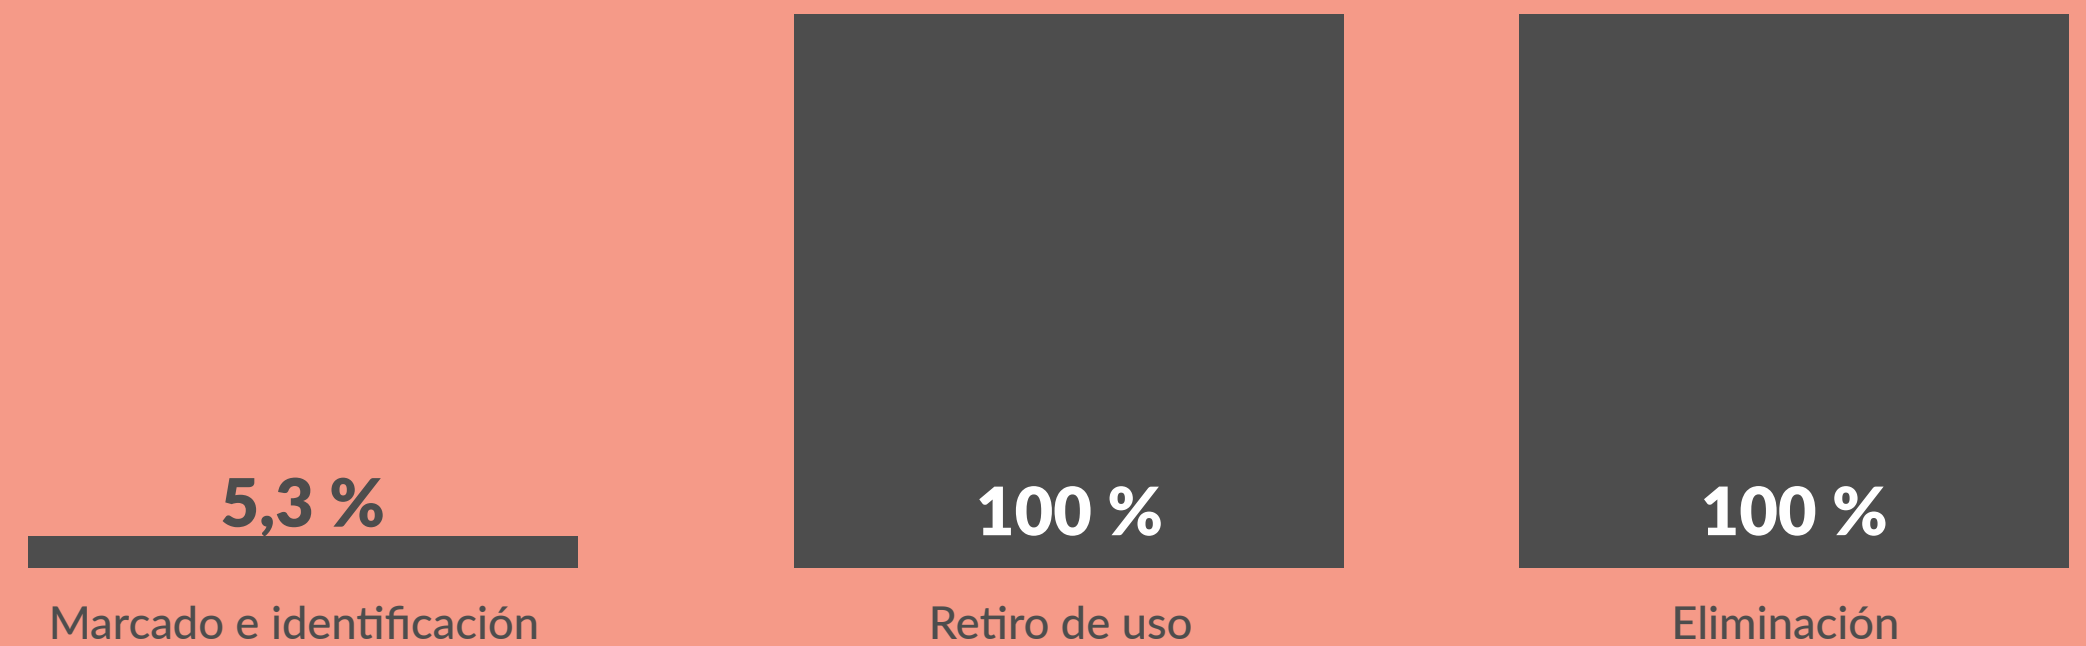 5,3 %
100 %
100 %
Marcado e identificación
Retiro de uso
Eliminación